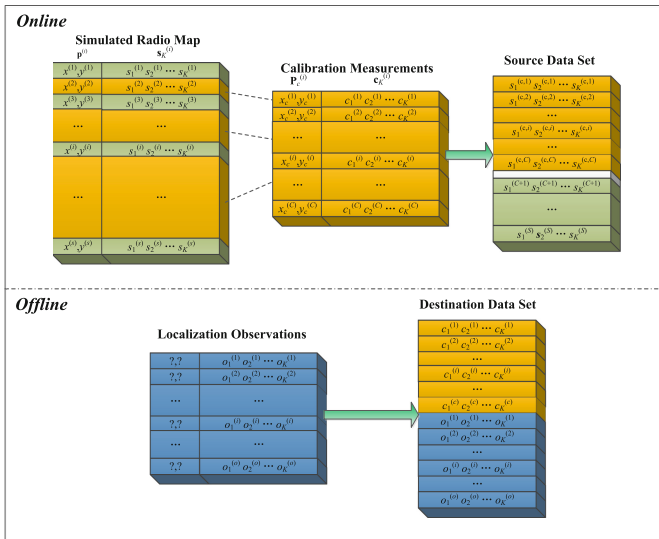 Online
Simulated Radio Map
p^(i) s_K^(i)
x^(1),y^(1) s_1^(1) s_2^(1) ⋯ s_K^(1)
x^(2),y^(2) s_1^(2) s_2^(2) ⋯ s_K^(2)
x^(3),y^(3) s_1^(3) s_2^(3) ⋯ s_K^(3)
... ...
x^(i),y^(i) s_1^(i) s_2^(i) ⋯ s_K^(i)
... ...
x^(s),y^(s) s_1^(s) s_2^(s) ⋯ s_K^(s)
Calibration Measurements
P_c^(i) c_K^(i)
x_c^(1),y_c^(1) c_1^(1) c_2^(1) ⋯ c_K^(1)
x_c^(2),y_c^(2) c_1^(2) c_2^(2) ⋯ c_K^(2)
... ...
x_c^(i),y_c^(i) c_1^(i) c_2^(i) ⋯ c_K^(i)
... ...
x_c^(C),y_c^(C) c_1^(C) c_2^(C) ⋯ c_K^(C)
Source Data Set
s_1^(c,1) s_2^(c,1) ⋯ s_K^(c,1)
s_1^(c,2) s_2^(c,2) ⋯ s_K^(c,2)
...
s_1^(c,i) s_2^(c,i) ⋯ s_K^(c,i)
...
s_1^(c,C) s_2^(c,C) ⋯ s_K^(c,C)
s_1^(C+1) s_2^(C+1) ⋯ s_K^(C+1)
...
s_1^(S) s_2^(S) ⋯ s_K^(S)
Offline
Localization Observations
?,? o_1^(1) o_2^(1) ⋯ o_K^(1)
?,? o_1^(2) o_2^(2) ⋯ o_K^(2)
... ...
?,? o_1^(i) o_2^(i) ⋯ o_K^(i)
... ...
?,? o_1^(o) o_2^(o) ⋯ o_K^(o)
Destination Data Set
c_1^(1) c_2^(1) ⋯ c_K^(1)
c_1^(2) c_2^(2) ⋯ c_K^(2)
...
c_1^(i) c_2^(i) ⋯ c_K^(i)
...
c_1^(c) c_2^(c) ⋯ c_K^(c)
o_1^(1) o_2^(1) ⋯ o_K^(1)
o_1^(2) o_2^(2) ⋯ o_K^(2)
...
o_1^(i) o_2^(i) ⋯ o_K^(i)
...
o_1^(o) o_2^(o) ⋯ o_K^(o)